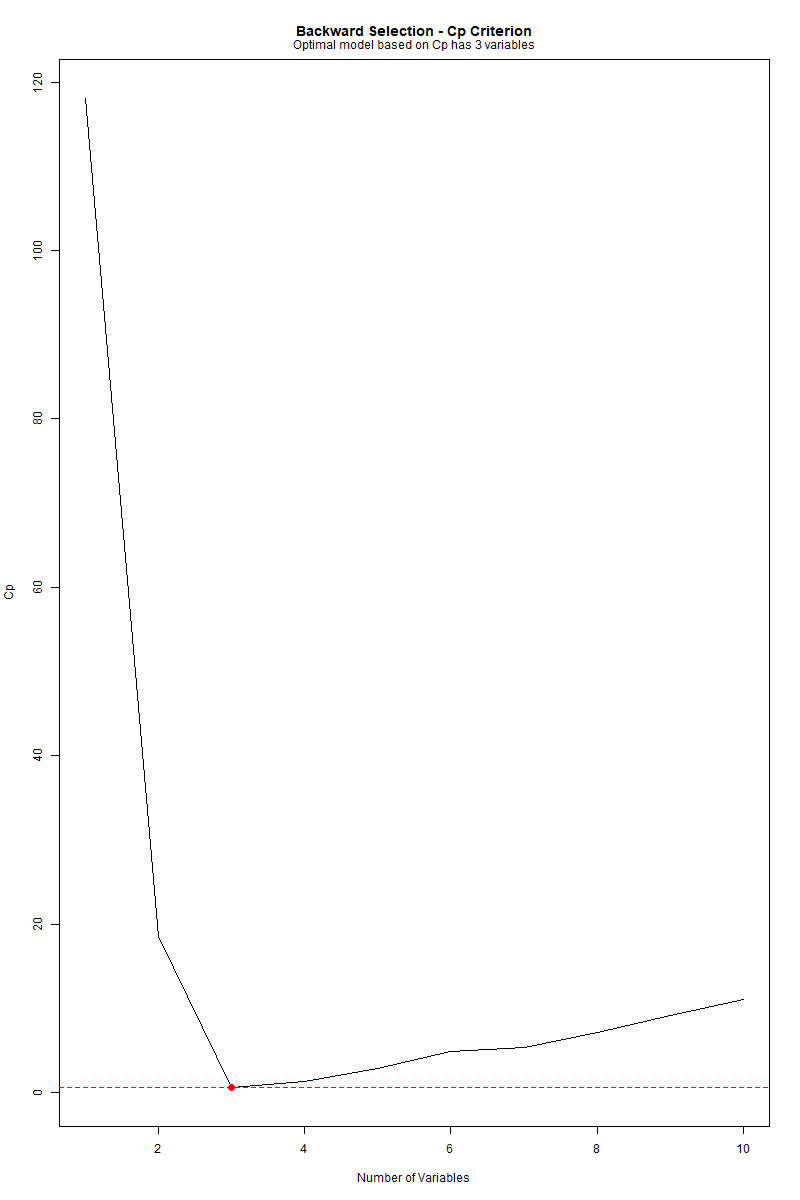 Backward Selection - Cp Criterion
Optimal model based on Cp has 3 variables
120
100
80
60
40
20
0
Cp
2 4 6 8 10
Number of Variables